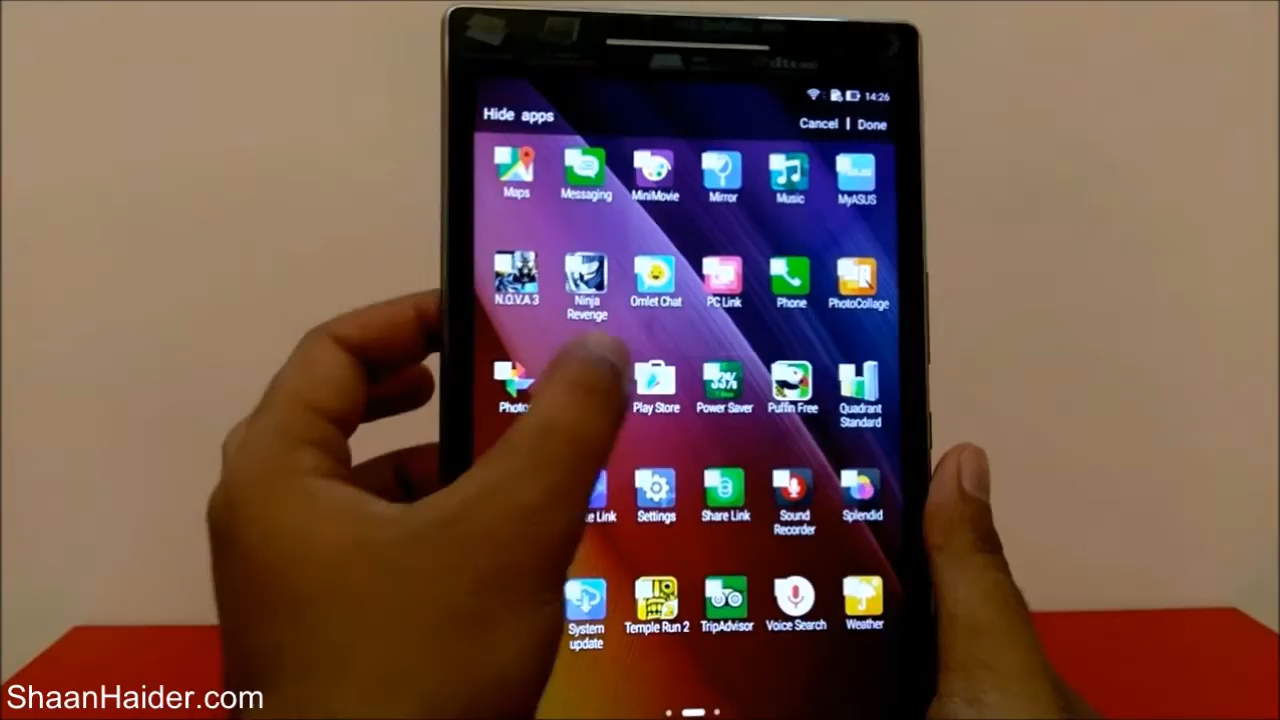 14:26
Hide apps
Cancel | Done
Maps Messaging MiniMovie Mirror Music MyASUS
N.O.V.A 3 Ninja Omlet Chat PC Link Phone PhotoCollage
Revenge
Photo Play Store Power Saver Puffin Free Quadrant
Standard
Link Settings Share Link Sound Splendid
Recorder
System Temple Run 2 TripAdvisor Voice Search Weather
update
ShaanHaider.com